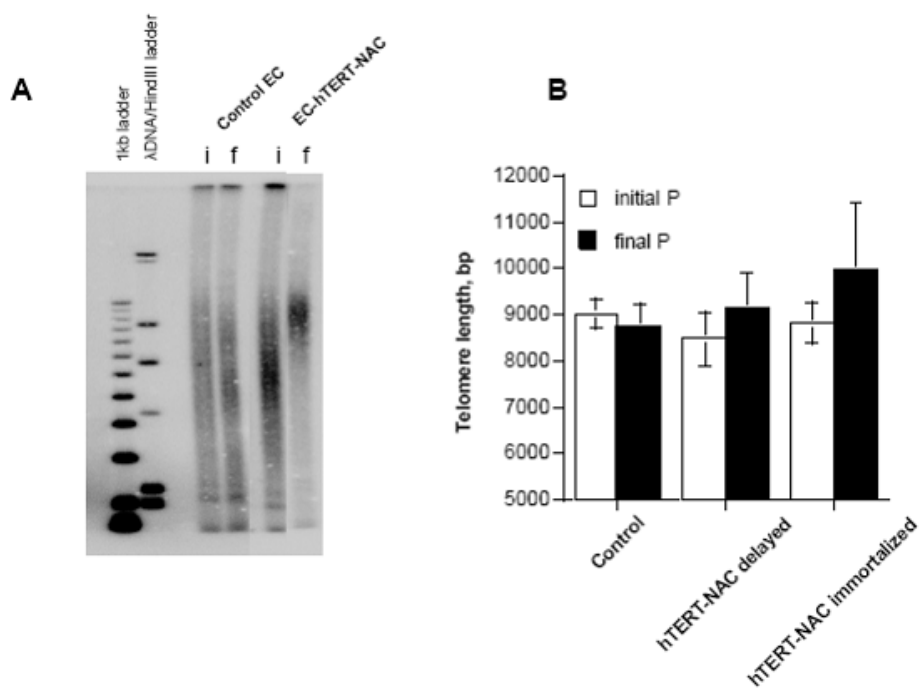 A
1kb ladder
λDNA/HindIII ladder
Control EC
EC-hTERT-NAC
i
f
i
f
B
Telomere length, bp
12000
11000
10000
9000
8000
7000
6000
5000
initial P
final P
Control
hTERT-NAC delayed
hTERT-NAC immortalized